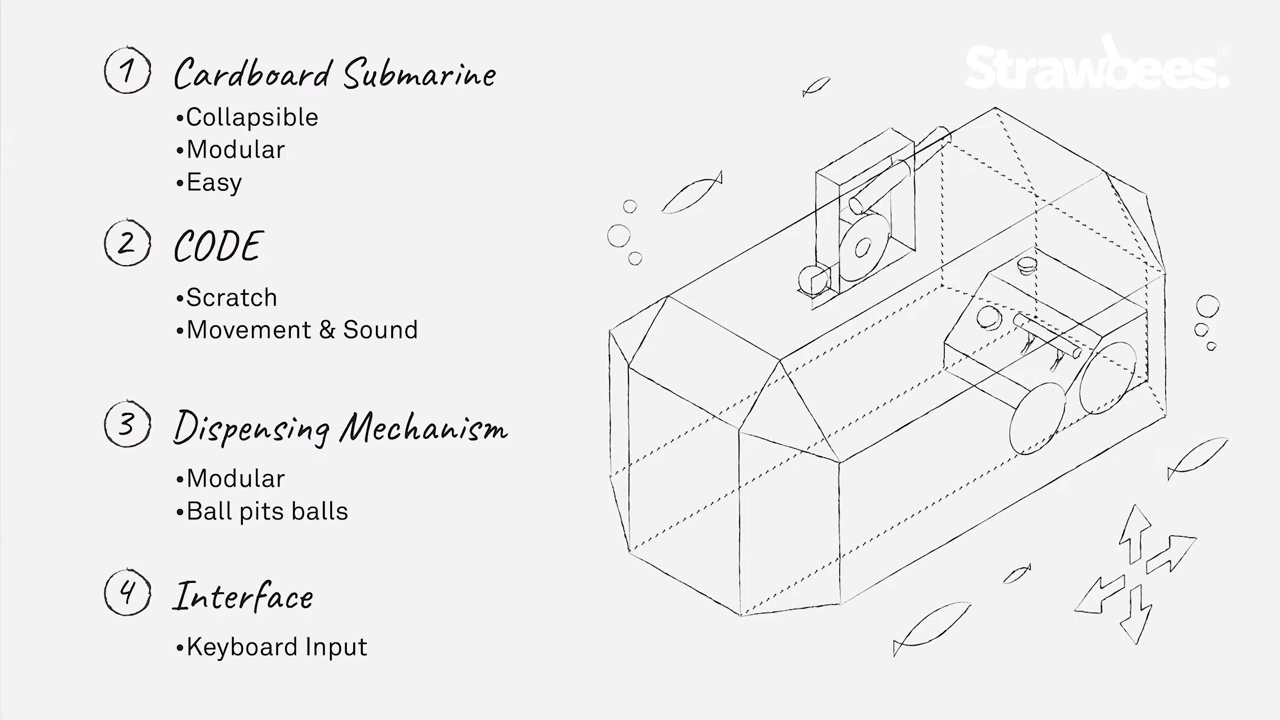 1 Cardboard Submarine
•Collapsible
•Modular
•Easy
2 CODE
•Scratch
•Movement & Sound
3 Dispensing Mechanism
•Modular
•Ball pits balls
4 Interface
•Keyboard Input
Strawbees.